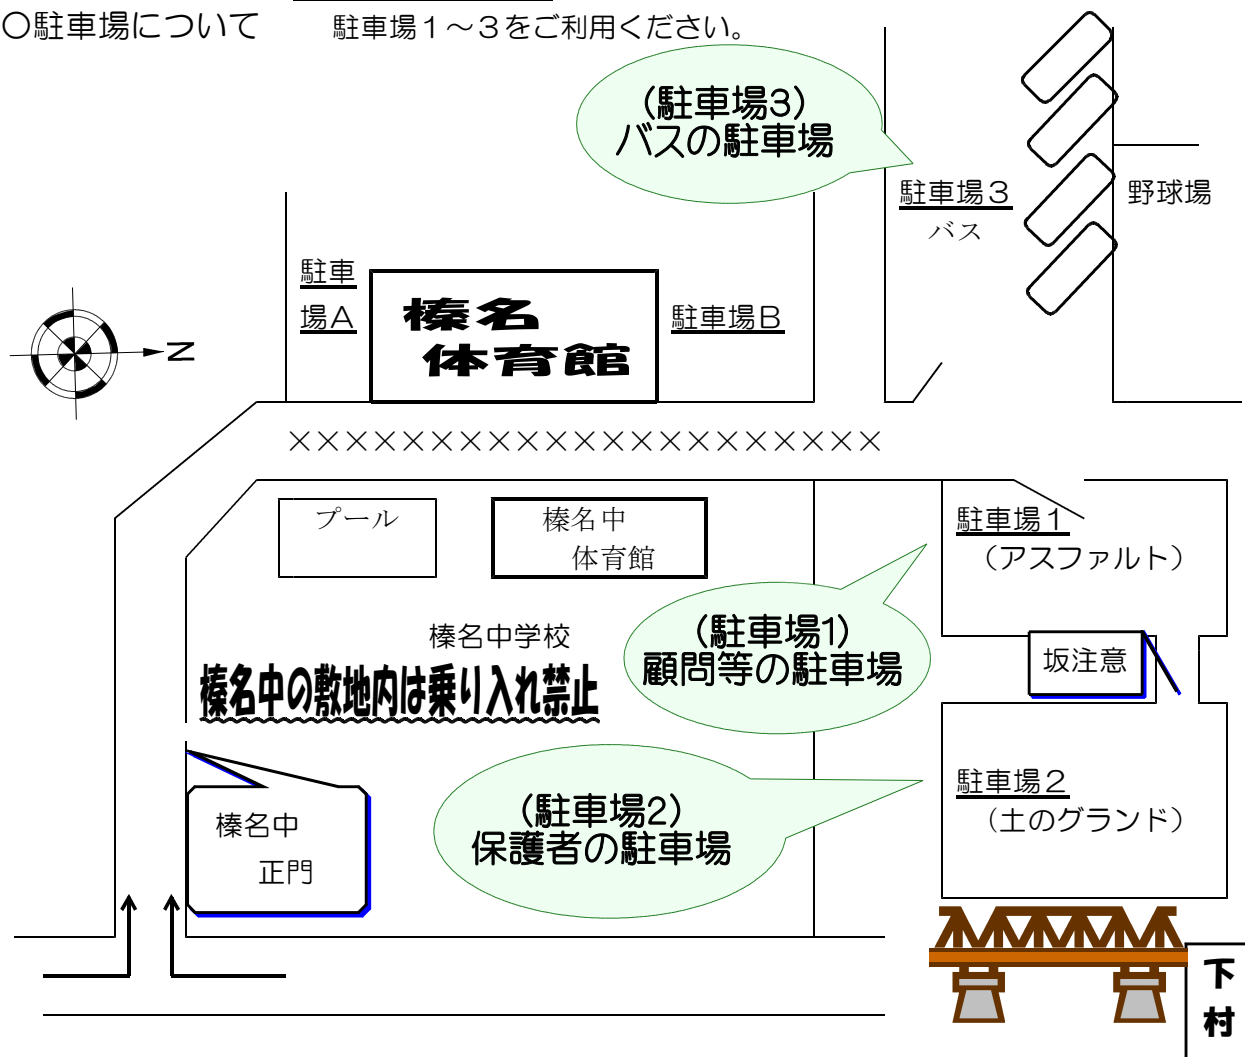 〇駐車場について
駐車場１～３をご利用ください。
（駐車場3）
バスの駐車場
駐車場３
バス
野球場
駐車
場Ａ
榛名
体育館
駐車場Ｂ
N
××××××××××××××××××××××
プール
榛名中
体育館
駐車場１
（アスファルト）
榛名中学校
榛名中の敷地内は乗り入れ禁止
（駐車場1）
顧問等の駐車場
坂注意
榛名中
正門
（駐車場2）
保護者の駐車場
駐車場２
（土のグランド）
下
村